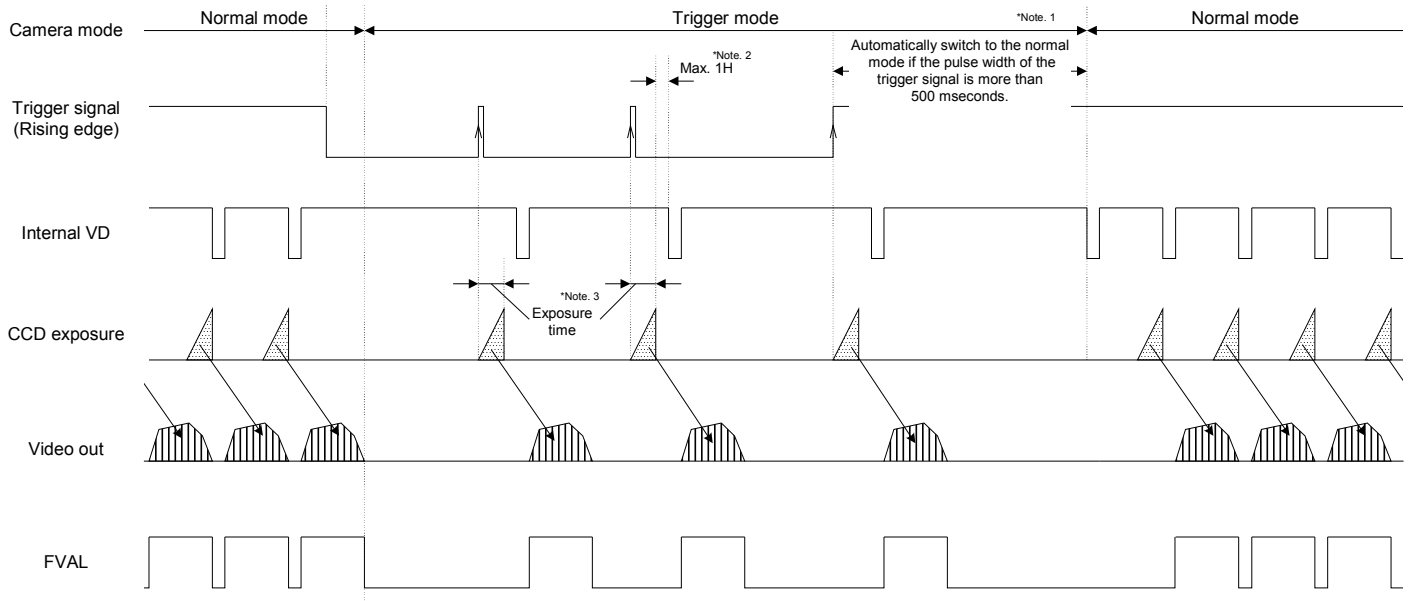 Normal mode
Trigger mode
*Note. 1
Normal mode
Camera mode
*Note. 2
Max. 1H
Automatically switch to the normal
mode if the pulse width of the
trigger signal is more than
500 mseconds.
Trigger signal
(Rising edge)
Internal VD
*Note. 3
Exposure
time
CCD exposure
Video out
FVAL